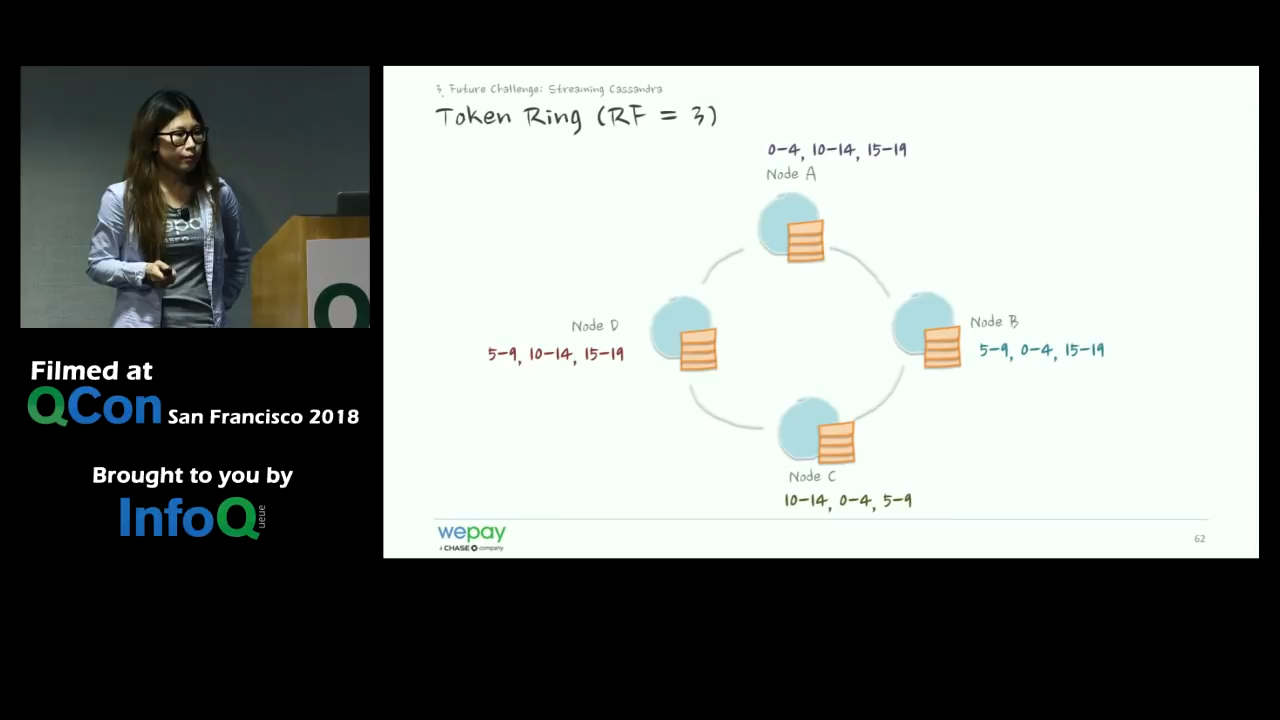 3. Future Challenge: Streaming Cassandra
Token Ring (RF = 3)
0-4, 10-14, 15-19
Node A
Node D
5-9, 10-14, 15-19
Node B
5-9, 0-4, 15-19
Node C
10-14, 0-4, 5-9
wepay
a CHASE company
62
Filmed at
QCon San Francisco 2018
Brought to you by
InfoQ